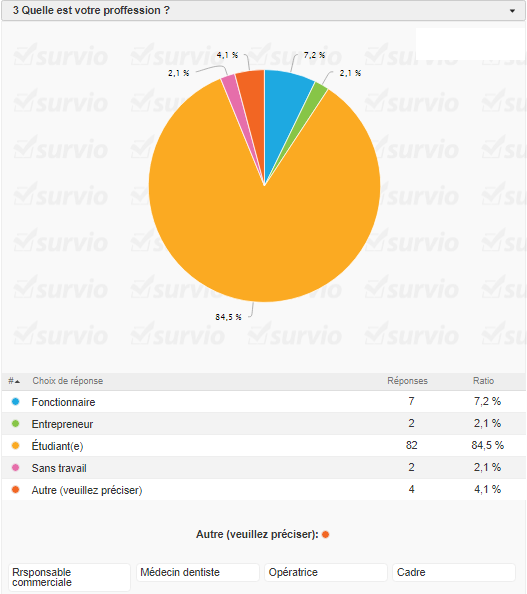 3 Quelle est votre proffession ?
4,1 %
7,2 %
2,1 %
2,1 %
84,5 %
# Choix de réponse Réponses Ratio
Fonctionnaire 7 7,2 %
Entrepreneur 2 2,1 %
Étudiant(e) 82 84,5 %
Sans travail 2 2,1 %
Autre (veuillez préciser) 4 4,1 %
Autre (veuillez préciser):
Rrsponable
commerciale
Médecin dentiste
Opératrice
Cadre
survio